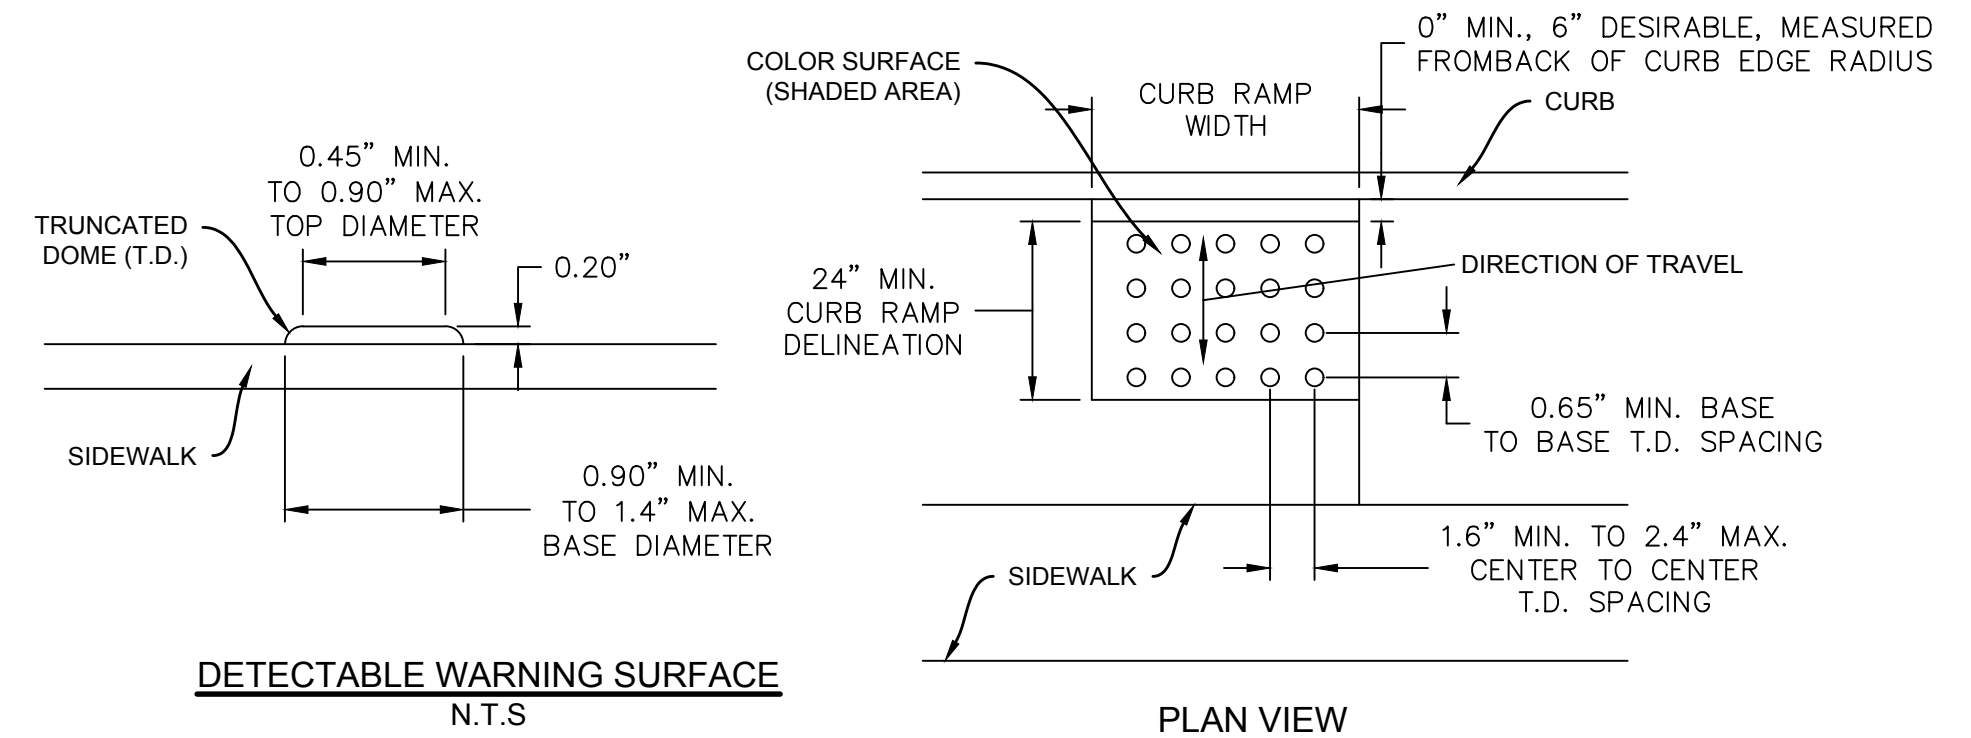 0.45” MIN.
TO 0.90” MAX.
TOP DIAMETER
TRUNCATED
DOME (T.D.)
0.20”
SIDEWALK
0.90” MIN.
TO 1.4” MAX.
BASE DIAMETER
DETECTABLE WARNING SURFACE
N.T.S
COLOR SURFACE
(SHADED AREA)
CURB RAMP
WIDTH
0” MIN., 6” DESIRABLE, MEASURED
FROMBACK OF CURB EDGE RADIUS
CURB
24” MIN.
CURB RAMP
DELINEATION
DIRECTION OF TRAVEL
0.65” MIN. BASE
TO BASE T.D. SPACING
1.6” MIN. TO 2.4” MAX.
CENTER TO CENTER
T.D. SPACING
SIDEWALK
PLAN VIEW